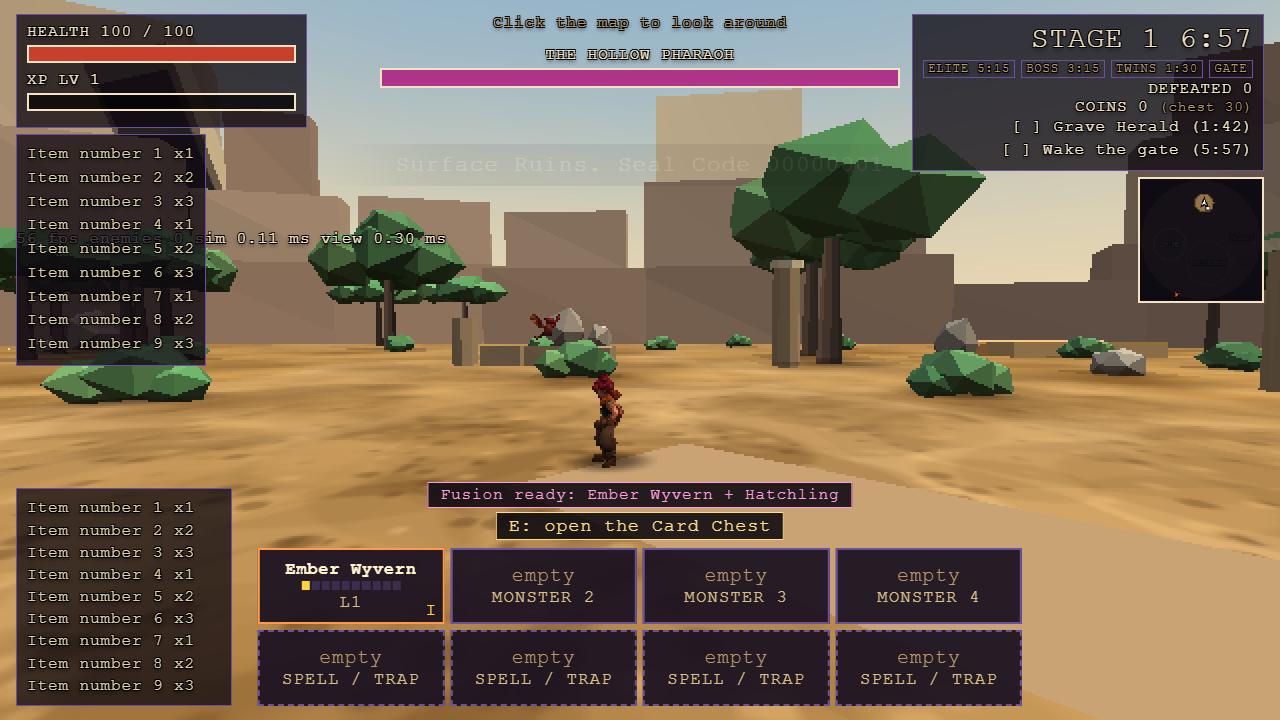 HEALTH 100 / 100
XP LV 1
Item number 1 x1
Item number 2 x2
Item number 3 x3
Item number 4 x1
Item number 5 x2
Item number 6 x3
Item number 7 x1
Item number 8 x2
Item number 9 x3
56 fps enemies 0 sim 0.11 ms view 0.30 ms
Click the map to look around
THE HOLLOW PHARAOH
Surface Ruins. Seal Code 00000001
STAGE 1 6:57
ELITE 5:15 BOSS 3:15 TWINS 1:30 GATE
DEFEATED 0
COINS 0 (chest 30)
[ ] Grave Herald (1:42)
[ ] Wake the gate (5:57)
Item number 1 x1
Item number 2 x2
Item number 3 x3
Item number 4 x1
Item number 5 x2
Item number 6 x3
Item number 7 x1
Item number 8 x2
Item number 9 x3
Fusion ready: Ember Wyvern + Hatchling
E: open the Card Chest
Ember Wyvern
L1
I
empty
MONSTER 2
empty
MONSTER 3
empty
MONSTER 4
empty
SPELL / TRAP
empty
SPELL / TRAP
empty
SPELL / TRAP
empty
SPELL / TRAP